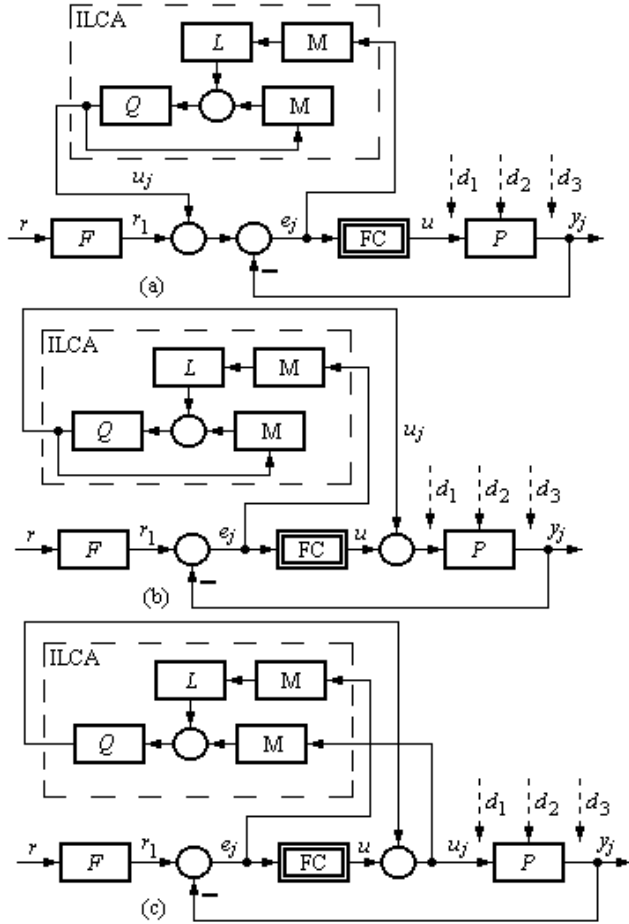 ILCA
L M
Q M
u_j d_1 d_2 d_3
r F r_1 e_j FC u P y_j
(a)
ILCA
L M
Q M u_j
d_1 d_2 d_3
r F r_1 e_j FC u P y_j
(b)
ILCA
L M
Q M
d_1 d_2 d_3
r F r_1 e_j FC u u_j P y_j
(c)